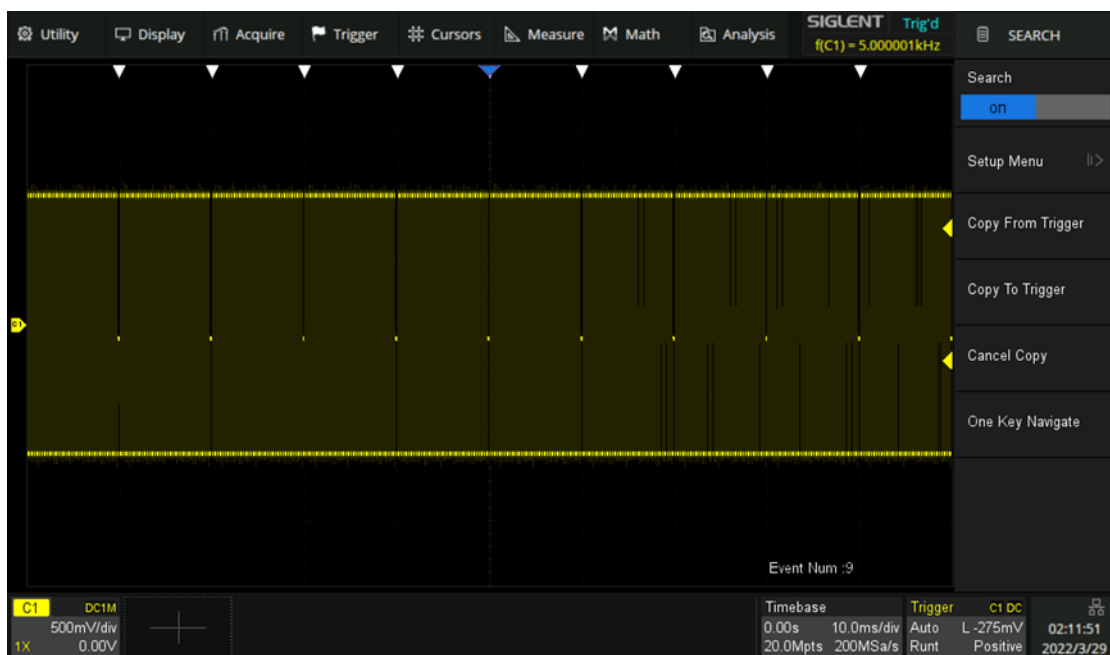 Utility Display Acquire Trigger Cursors Measure Math Analysis SIGLENT Trig'd
f(C1) = 5.000001kHz
SEARCH
Search
on
Setup Menu
Copy From Trigger
Copy To Trigger
Cancel Copy
One Key Navigate
C1
Event Num :9
C1 DC1M
500mV/div
1X 0.00V
Timebase
0.00s 10.0ms/div
20.0Mpts 200MSa/s
Trigger C1 DC
Auto L -275mV
Runt Positive
02:11:51
2022/3/29